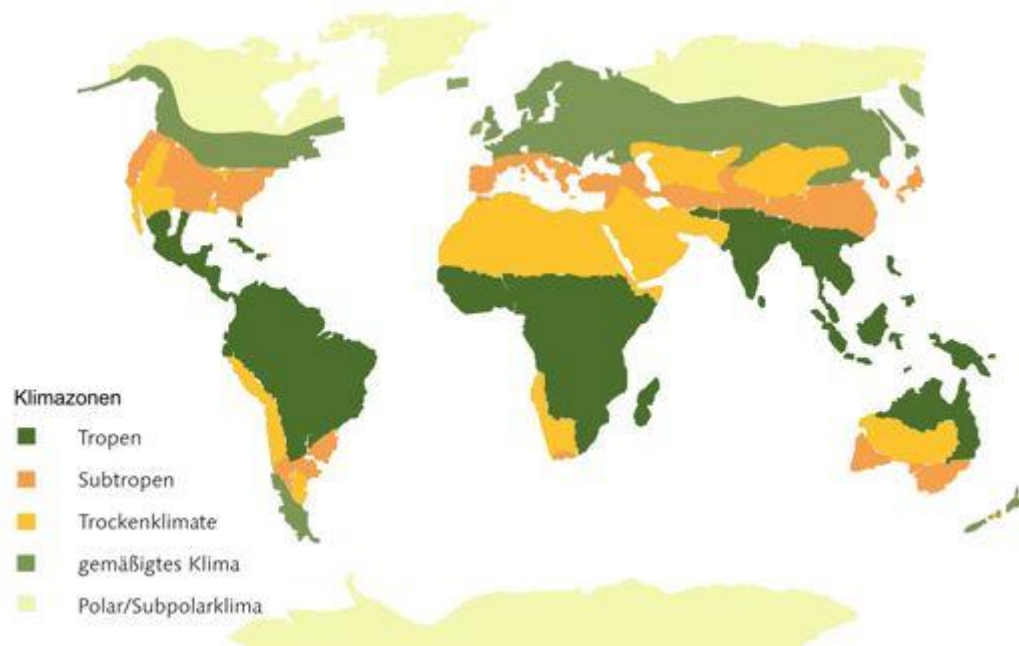 Klimazonen
Tropen
Subtropen
Trockenklimate
gemäßigtes Klima
Polar/Subpolarklima